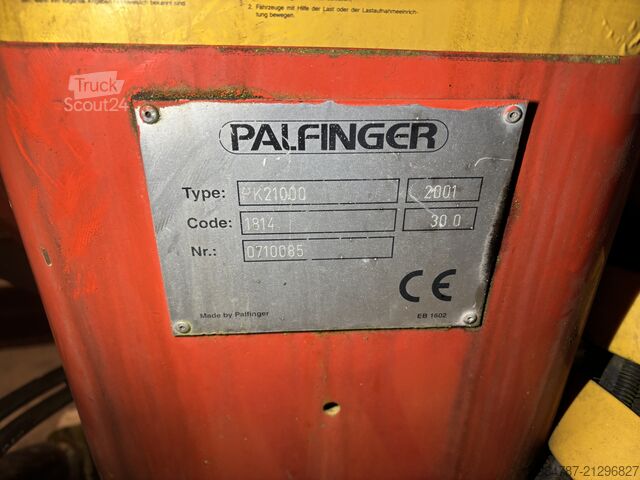 2. Fahrzeuge mit Hilfe der Last oder der Lastaufnahmeeinrich-
tung bewegen.
Truck
Scout24
PALFINGER
Type: PK21000 2001
Code: 1814 30.0
Nr.: 0710085
CE
Made by Palfinger EB 1602
787-21296827